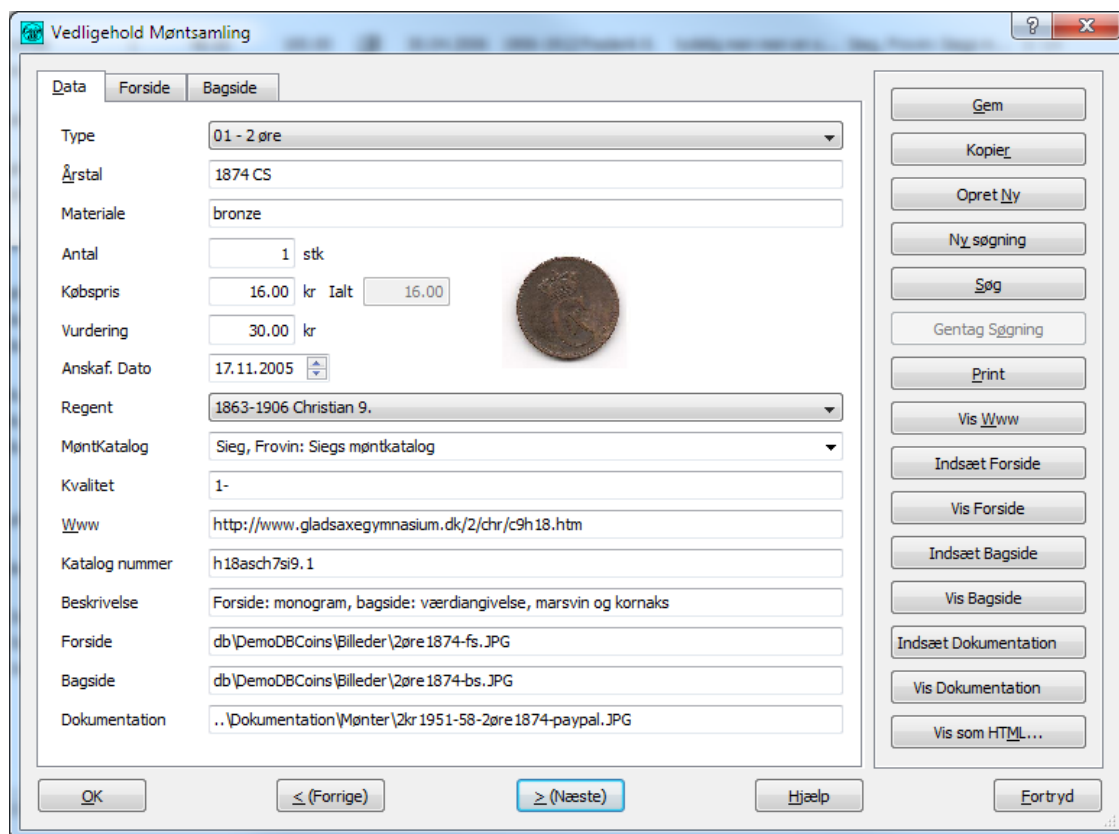 Vedligehold Møntsamling
Data Forside Bagside
Type 01 - 2 øre
Årstal 1874 CS
Materiale bronze
Antal 1 stk
Købspris 16.00 kr Ialt 16.00
Vurdering 30.00 kr
Anskaf. Dato 17.11.2005
Regent 1863-1906 Christian 9.
MøntKatalog Sieg, Frovin: Siegs møntkatalog
Kvalitet 1-
Www http://www.gladsaxegymnasium.dk/2/chr/c9h18.htm
Katalog nummer h18asch7si9.1
Beskrivelse Forside: monogram, bagside: værdiangivelse, marsvin og kornaks
Forside db\DemoDBCoins\Billeder\2øre1874-fs.JPG
Bagside db\DemoDBCoins\Billeder\2øre1874-bs.JPG
Dokumentation ..\Dokumentation\Mønter\2kr1951-58-2øre1874-paypal.JPG
Gem
Kopier
Opret Ny
Ny søgning
Søg
Gentag Søgning
Print
Vis Www
Indsæt Forside
Vis Forside
Indsæt Bagside
Vis Bagside
Indsæt Dokumentation
Vis Dokumentation
Vis som HTML...
OK < (Forrige) > (Næste) Hjælp Fortryd